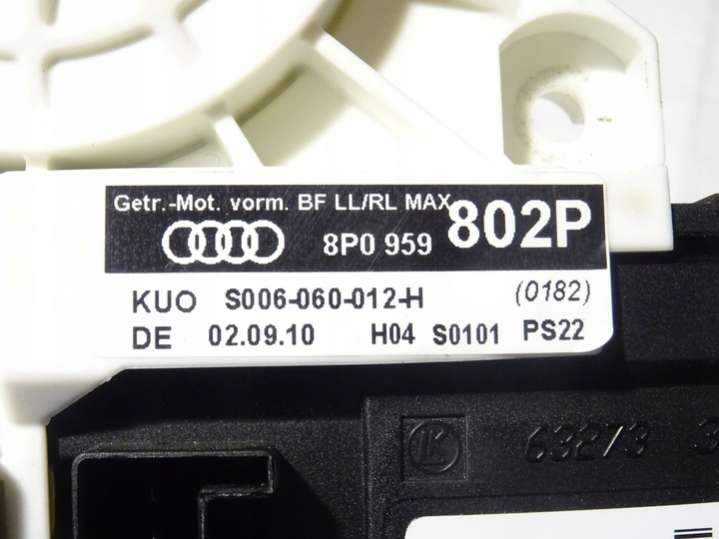 Getr.-Mot. vorm. BF LL/RL MAX
8P0 959 802P
KUO S006-060-012-H (0182)
DE 02.09.10 H04 S0101 PS22
LK 63273